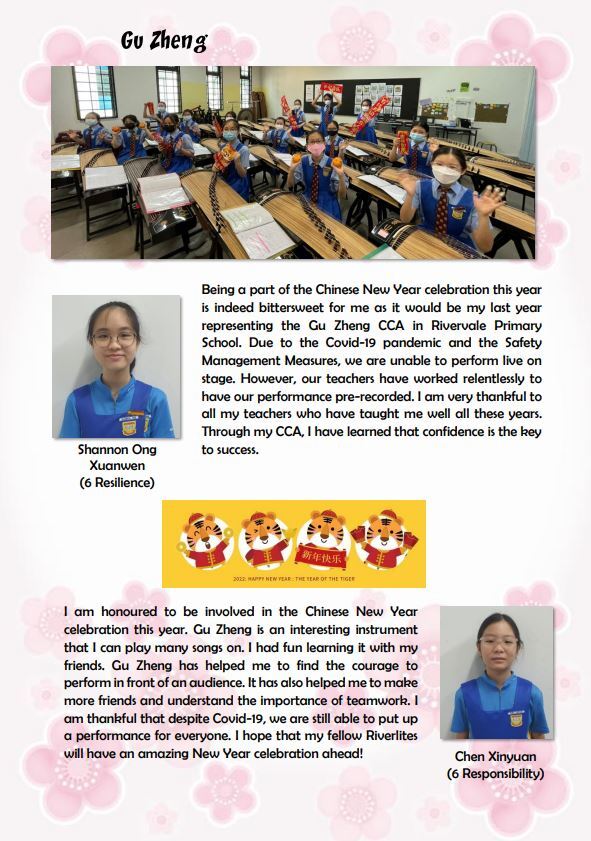 Gu Zheng
Being a part of the Chinese New Year celebration this year
is indeed bittersweet for me as it would be my last year
representing the Gu Zheng CCA in Rivervale Primary
School. Due to the Covid-19 pandemic and the Safety
Management Measures, we are unable to perform live on
stage. However, our teachers have worked relentlessly to
have our performance pre-recorded. I am very thankful to
all my teachers who have taught me well all these years.
Through my CCA, I have learned that confidence is the key
to success.
Shannon Ong
Xuanwen
(6 Resilience)
新年快乐
2022: HAPPY NEW YEAR : THE YEAR OF THE TIGER
I am honoured to be involved in the Chinese New Year
celebration this year. Gu Zheng is an interesting instrument
that I can play many songs on. I had fun learning it with my
friends. Gu Zheng has helped me to find the courage to
perform in front of an audience. It has also helped me to make
more friends and understand the importance of teamwork. I
am thankful that despite Covid-19, we are still able to put up
a performance for everyone. I hope that my fellow Riverlites
will have an amazing New Year celebration ahead!
Chen Xinyuan
(6 Responsibility)